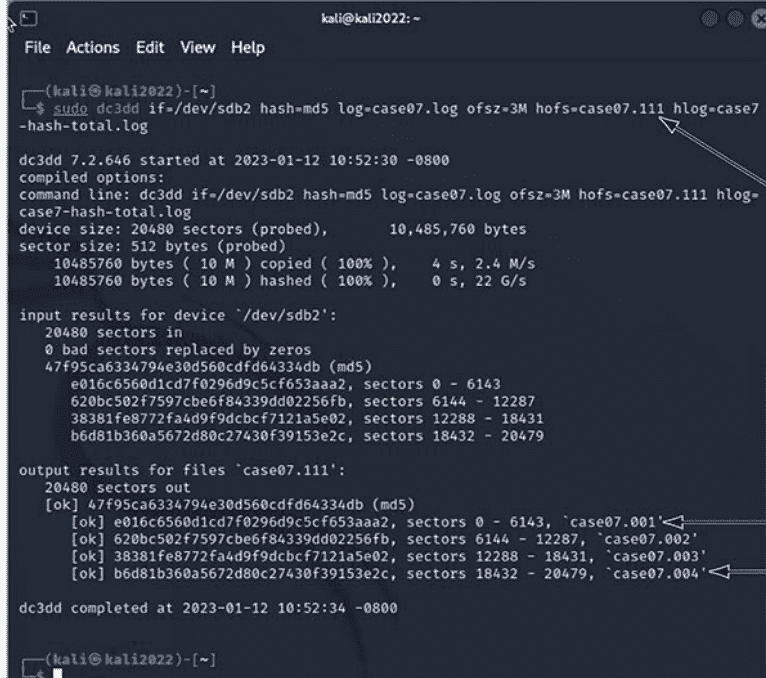 kali@kali2022: ~
File Actions Edit View Help
┌──(kali㉿kali2022)-[~]
└─$ sudo dc3dd if=/dev/sdb2 hash=md5 log=case07.log ofsz=3M hofs=case07.111 hlog=case7
-hash-total.log
dc3dd 7.2.646 started at 2023-01-12 10:52:30 -0800
compiled options:
command line: dc3dd if=/dev/sdb2 hash=md5 log=case07.log ofsz=3M hofs=case07.111 hlog=
case7-hash-total.log
device size: 20480 sectors (probed), 10,485,760 bytes
sector size: 512 bytes (probed)
10485760 bytes ( 10 M ) copied ( 100% ), 4 s, 2.4 M/s
10485760 bytes ( 10 M ) hashed ( 100% ), 0 s, 22 G/s
input results for device `/dev/sdb2':
20480 sectors in
0 bad sectors replaced by zeros
47f95ca6334794e30d560cdfd64334db (md5)
e016c6560d1cd7f0296d9c5cf653aaa2, sectors 0 - 6143
620bc502f7597cbe6f84339dd02256fb, sectors 6144 - 12287
38381fe8772fa4d9f9dcbcf7121a5e02, sectors 12288 - 18431
b6d81b360a5672d80c27430f39153e2c, sectors 18432 - 20479
output results for files `case07.111':
20480 sectors out
[ok] 47f95ca6334794e30d560cdfd64334db (md5)
[ok] e016c6560d1cd7f0296d9c5cf653aaa2, sectors 0 - 6143, `case07.001'
[ok] 620bc502f7597cbe6f84339dd02256fb, sectors 6144 - 12287, `case07.002'
[ok] 38381fe8772fa4d9f9dcbcf7121a5e02, sectors 12288 - 18431, `case07.003'
[ok] b6d81b360a5672d80c27430f39153e2c, sectors 18432 - 20479, `case07.004'
dc3dd completed at 2023-01-12 10:52:34 -0800
┌──(kali㉿kali2022)-[~]
└─$